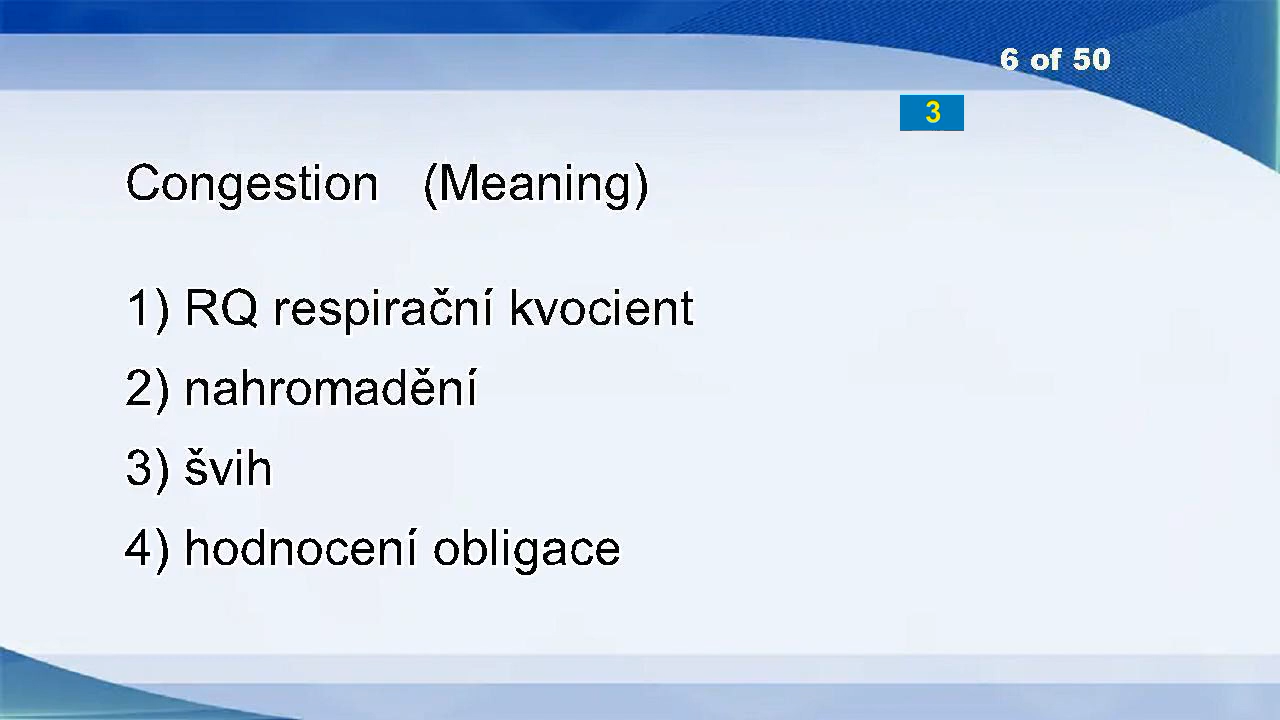 6 of 50
3
Congestion (Meaning)
1) RQ respirační kvocient
2) nahromadění
3) švih
4) hodnocení obligace